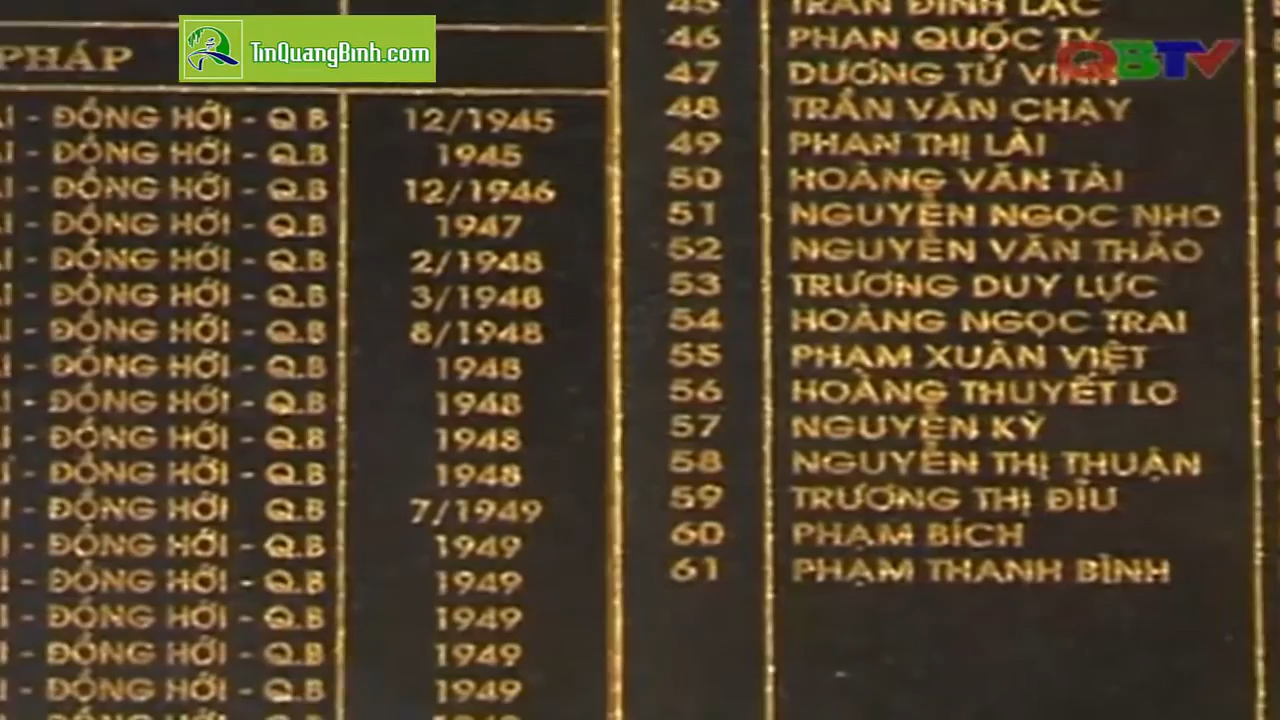 TinQuangBinh.com
QBTV
PHÁP
- ĐỒNG HỚI - Q.B 12/1945
- ĐỒNG HỚI - Q.B 1945
- ĐỒNG HỚI - Q.B 12/1946
- ĐỒNG HỚI - Q.B 1947
- ĐỒNG HỚI - Q.B 2/1948
- ĐỒNG HỚI - Q.B 3/1948
- ĐỒNG HỚI - Q.B 8/1948
- ĐỒNG HỚI - Q.B 1948
- ĐỒNG HỚI - Q.B 1948
- ĐỒNG HỚI - Q.B 1948
- ĐỒNG HỚI - Q.B 1948
- ĐỒNG HỚI - Q.B 7/1949
- ĐỒNG HỚI - Q.B 1949
- ĐỒNG HỚI - Q.B 1949
- ĐỒNG HỚI - Q.B 1949
- ĐỒNG HỚI - Q.B 1949
- ĐỒNG HỚI - Q.B 1949
45 TRẦN ĐÌNH LẠC
46 PHAN QUỐC TY
47 DƯƠNG TỬ VINH
48 TRẦN VĂN CHẠY
49 PHAN THỊ LÀI
50 HOÀNG VĂN TÀI
51 NGUYỄN NGỌC NHO
52 NGUYỄN VĂN THẢO
53 TRƯƠNG DUY LỰC
54 HOÀNG NGỌC TRAI
55 PHẠM XUÂN VIỆT
56 HOÀNG THUYẾT LO
57 NGUYỄN KỲ
58 NGUYỄN THỊ THUẬN
59 TRƯƠNG THỊ ĐÌU
60 PHẠM BÍCH
61 PHẠM THANH BÌNH